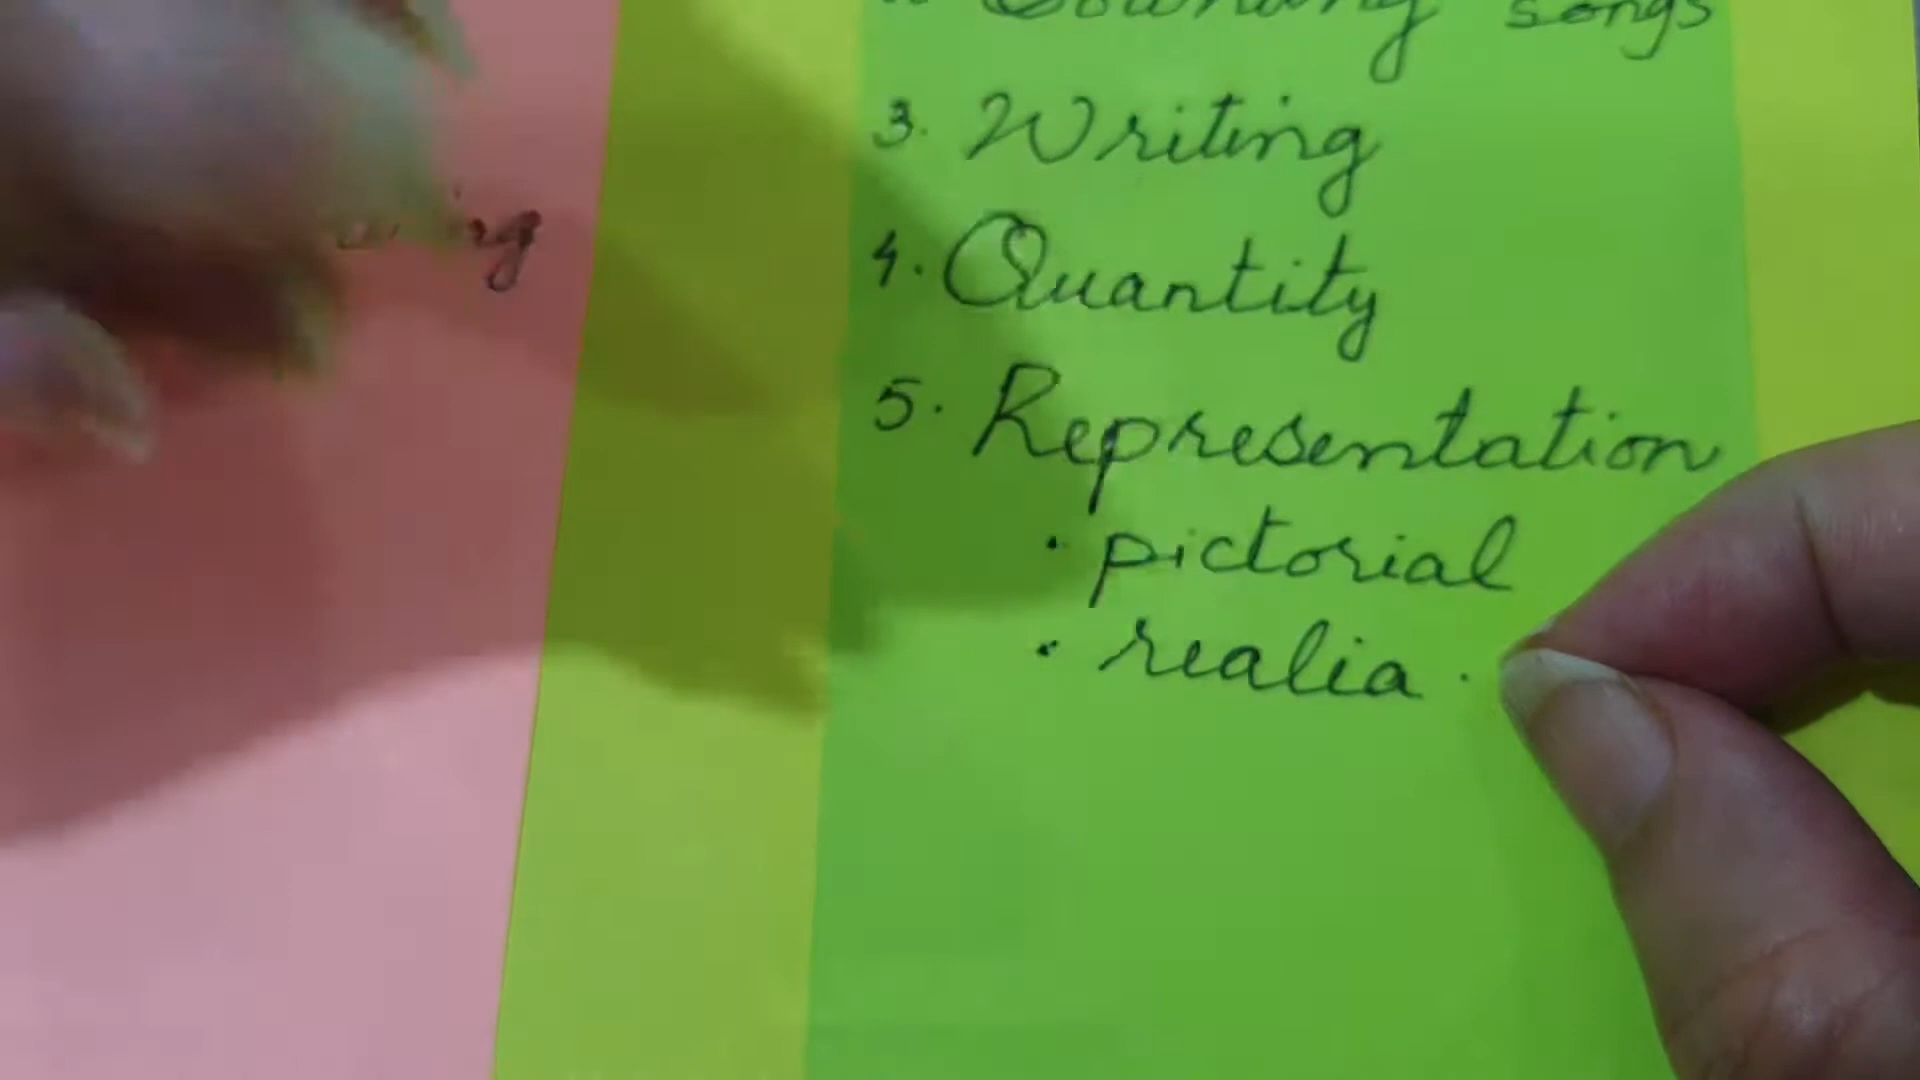 songs
3. Writing
4. Quantity
5. Representation
· pictorial
· realia.